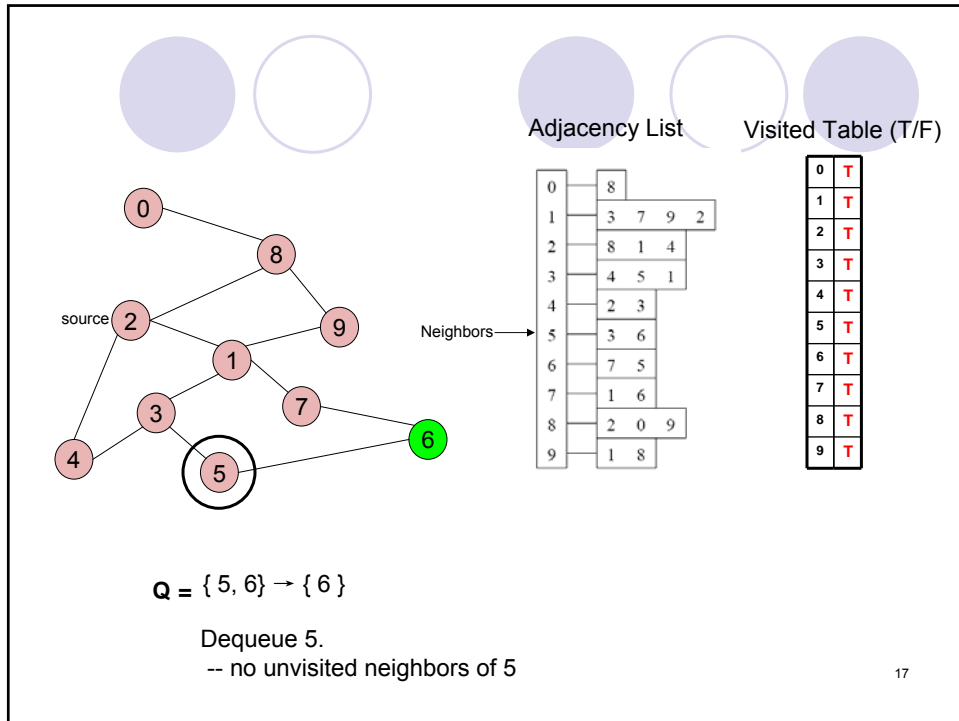 Adjacency List
Visited Table (T/F)
0
8
source
2
9
1
3
7
4
5
6
Neighbors
0 8
1 3 7 9 2
2 8 1 4
3 4 5 1
4 2 3
5 3 6
6 7 5
7 1 6
8 2 0 9
9 1 8
0 T
1 T
2 T
3 T
4 T
5 T
6 T
7 T
8 T
9 T
Q = { 5, 6} → { 6 }
Dequeue 5.
-- no unvisited neighbors of 5
17